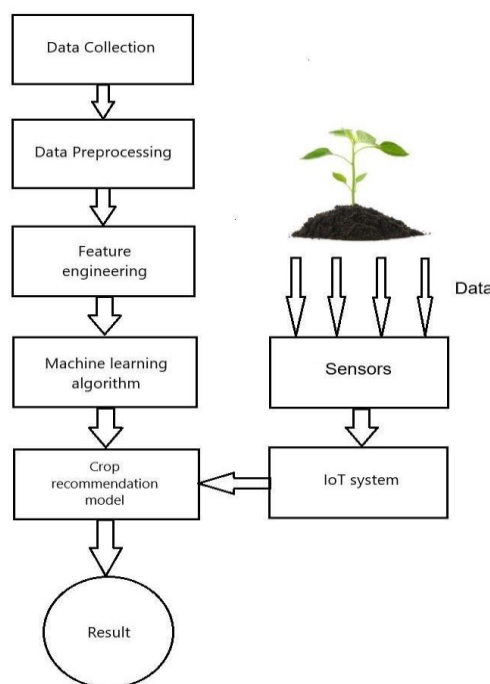 Data Collection
Data Preprocessing
Feature
engineering
Machine learning
algorithm
Crop
recommendation
model
Result
Data
Sensors
IoT system